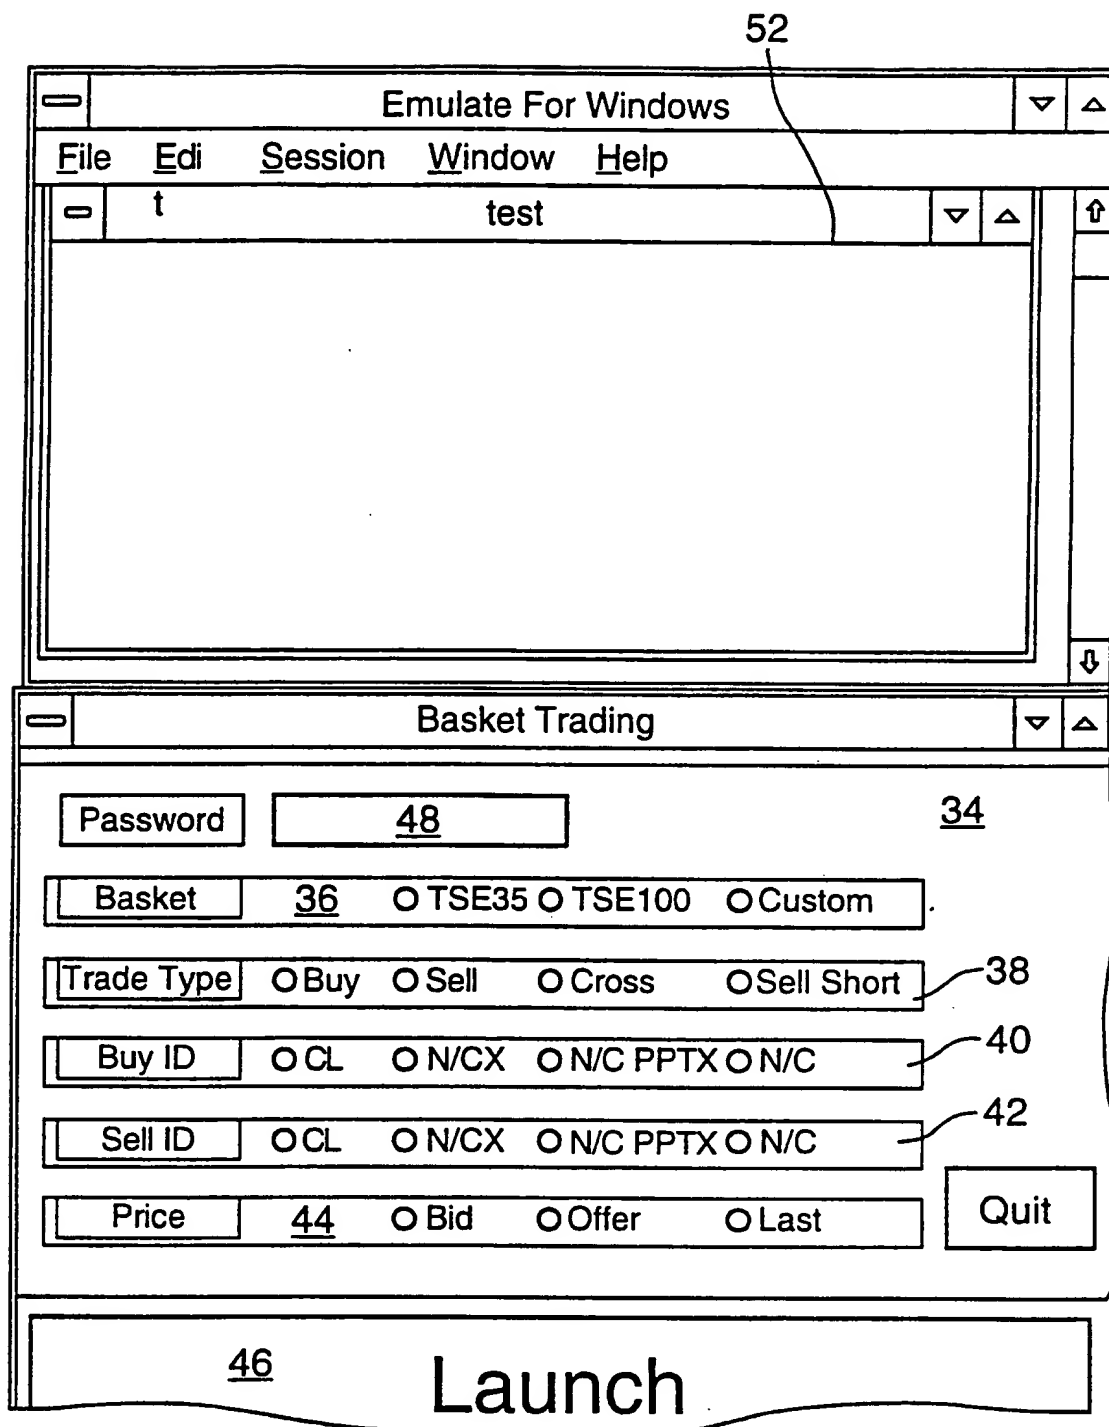 52
Emulate For Windows
File Edi Session Window Help
t test
Basket Trading
Password 48 34
Basket 36 TSE35 TSE100 Custom
Trade Type Buy Sell Cross Sell Short 38
Buy ID CL N/CX N/C PPTX N/C 40
Sell ID CL N/CX N/C PPTX N/C 42
Price 44 Bid Offer Last Quit
46 Launch